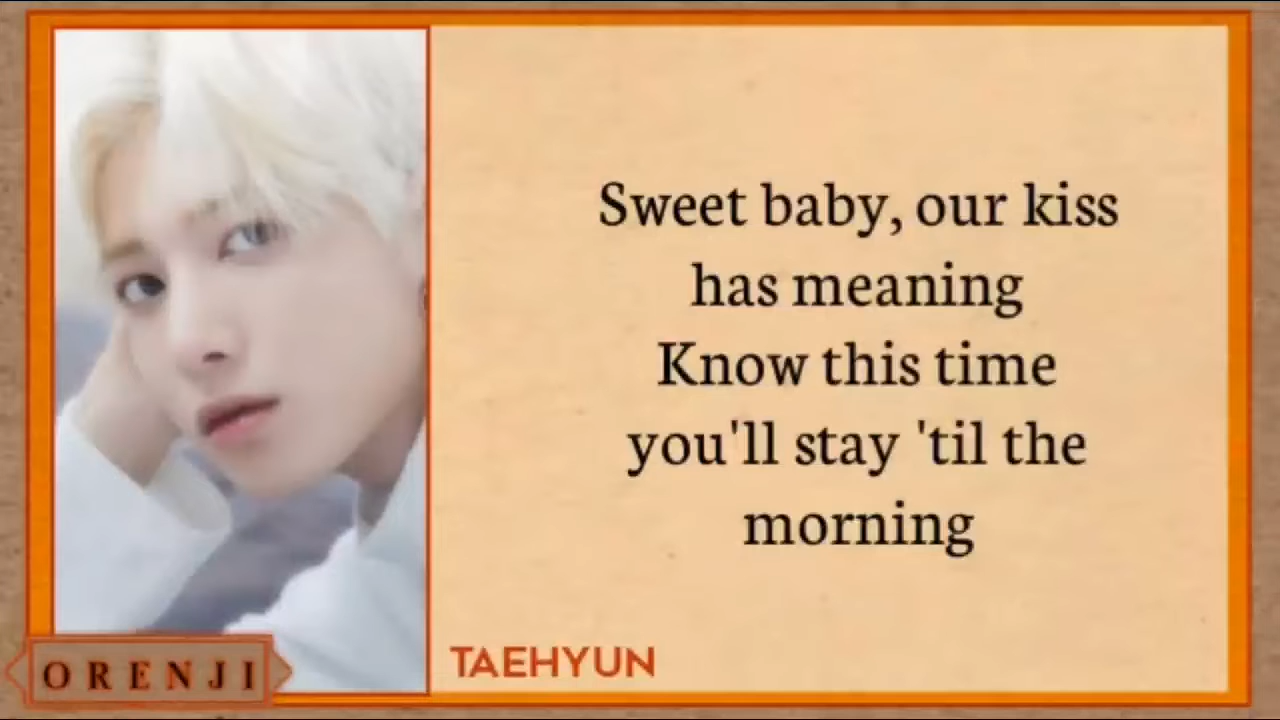 Sweet baby, our kiss
has meaning
Know this time
you'll stay 'til the
morning
TAEHYUN
ORENJI